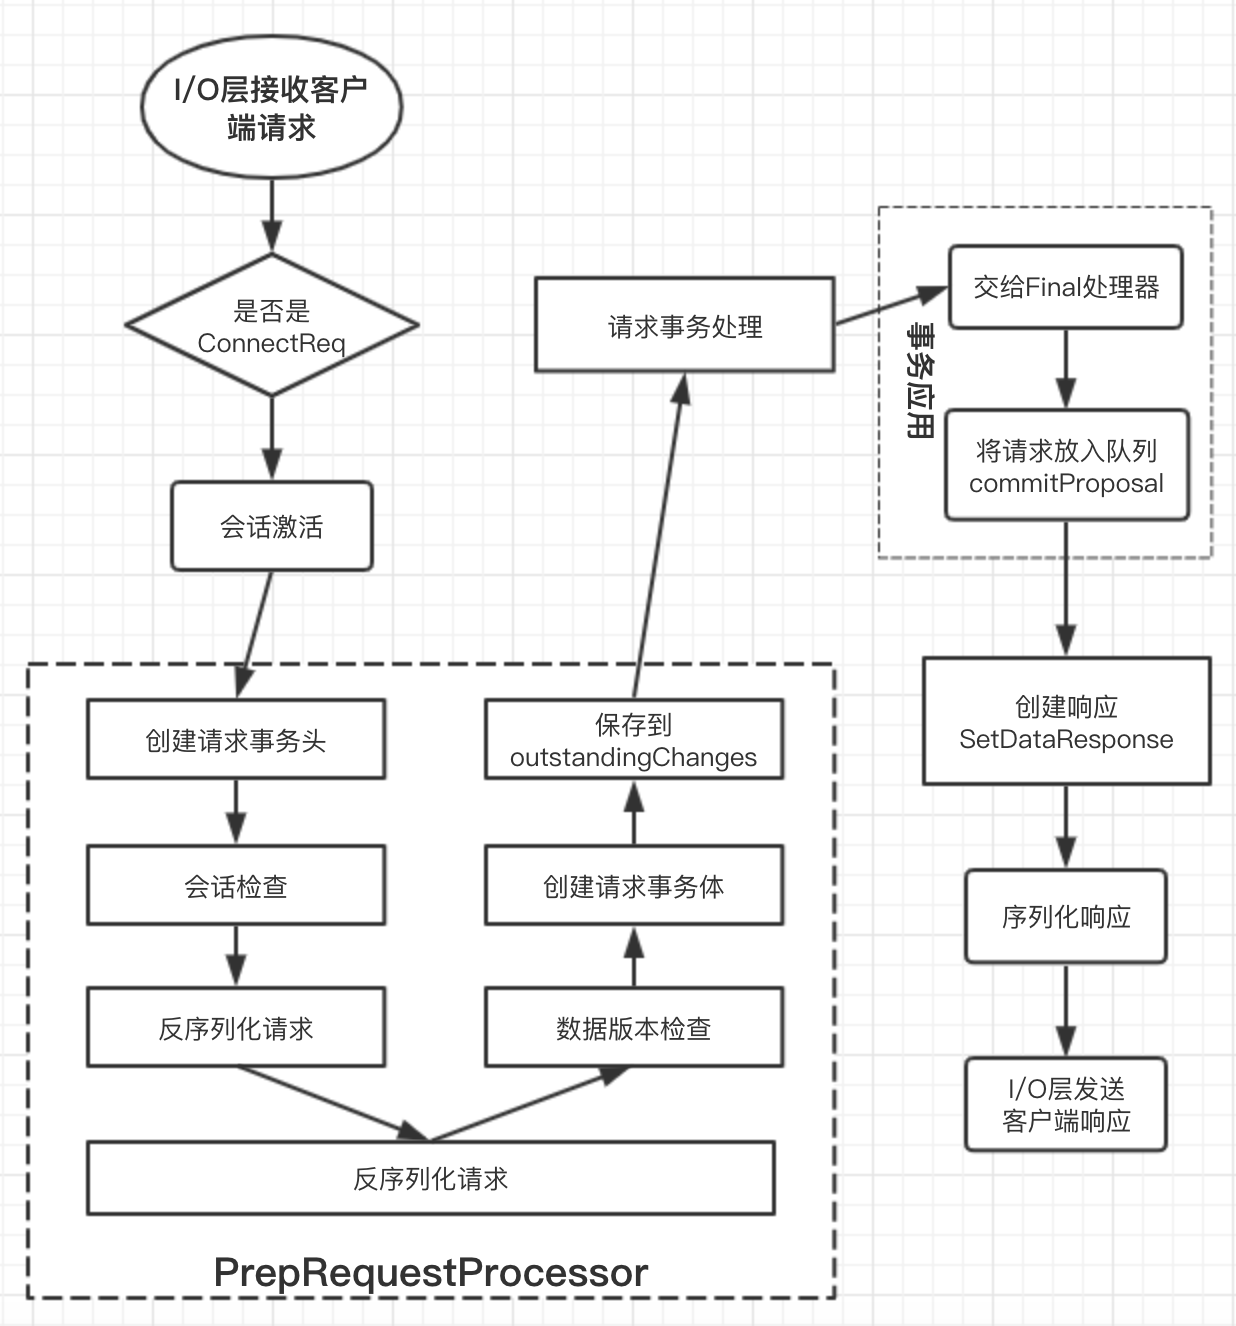 I/O层接收客户
端请求
是否是
ConnectReq
会话激活
创建请求事务头
会话检查
反序列化请求
反序列化请求
数据版本检查
创建请求事务体
保存到
outstandingChanges
PrepRequestProcessor
请求事务处理
事务应用
交给Final处理器
将请求放入队列
commitProposal
创建响应
SetDataResponse
序列化响应
I/O层发送
客户端响应